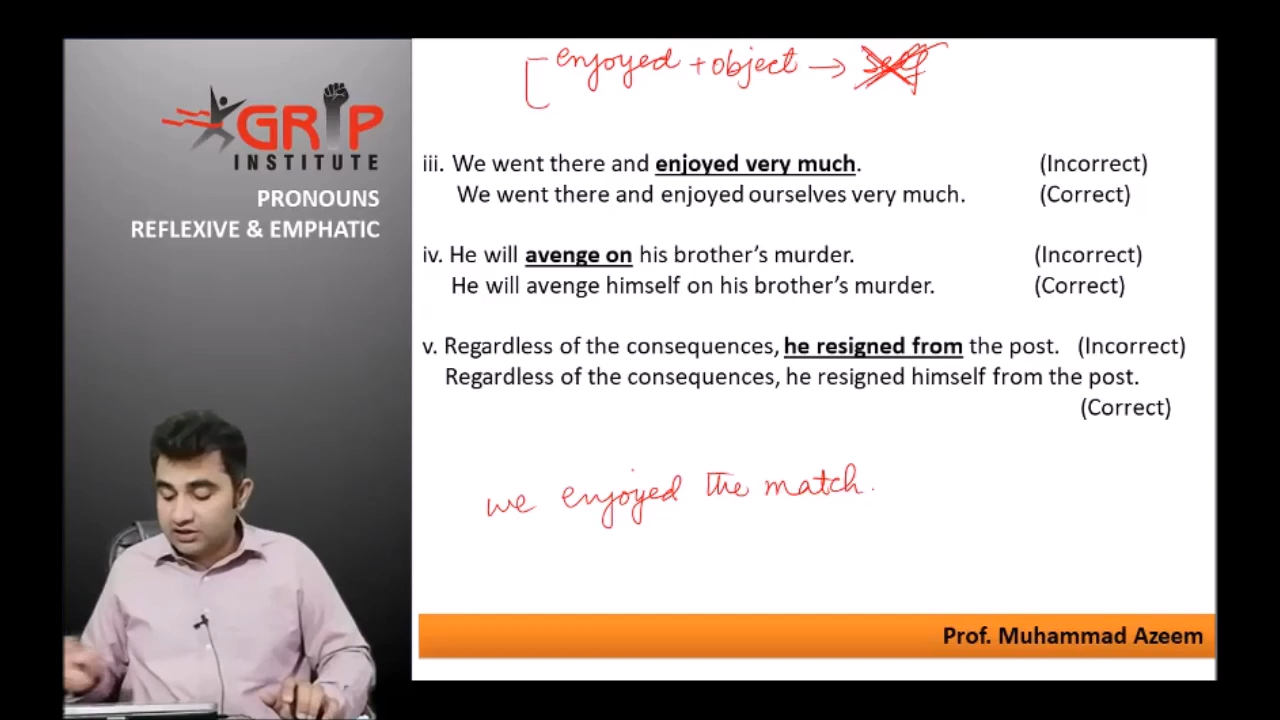 enjoyed + object → self
GRIP
INSTITUTE
PRONOUNS
REFLEXIVE & EMPHATIC
iii. We went there and enjoyed very much. (Incorrect)
We went there and enjoyed ourselves very much. (Correct)
iv. He will avenge on his brother's murder. (Incorrect)
He will avenge himself on his brother's murder. (Correct)
v. Regardless of the consequences, he resigned from the post. (Incorrect)
Regardless of the consequences, he resigned himself from the post.
(Correct)
we enjoyed the match.
Prof. Muhammad Azeem